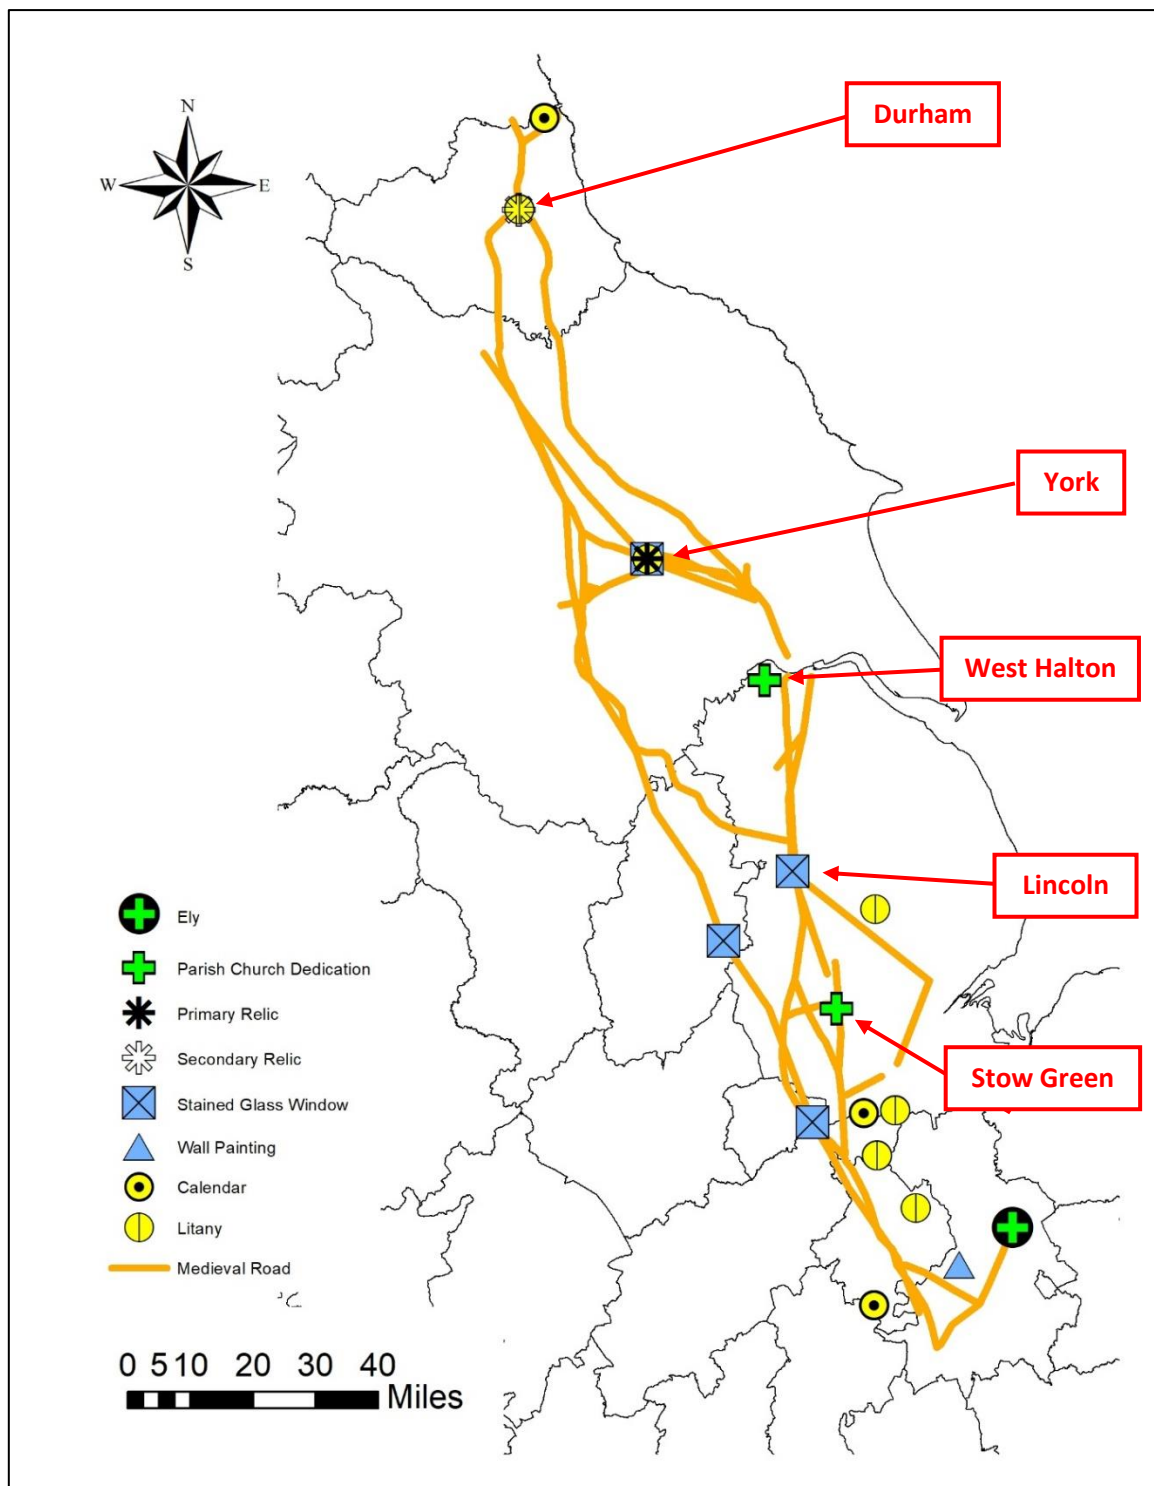 N
W
E
S
Durham
York
West Halton
Lincoln
Stow Green
Ely
Parish Church Dedication
Primary Relic
Secondary Relic
Stained Glass Window
Wall Painting
Calendar
Litany
Medieval Road
0 5 10 20 30 40
Miles